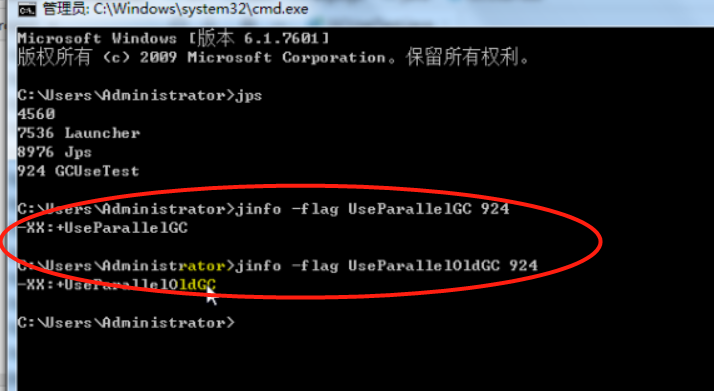 管理员: C:\Windows\system32\cmd.exe
Microsoft Windows [版本 6.1.7601]
版权所有 (c) 2009 Microsoft Corporation。保留所有权利。
C:\Users\Administrator>jps
4560
7536 Launcher
8976 Jps
924 GCUseTest
C:\Users\Administrator>jinfo -flag UseParallelGC 924
-XX:+UseParallelGC
C:\Users\Administrator>jinfo -flag UseParallelOldGC 924
-XX:+UseParallelOldGC
C:\Users\Administrator>